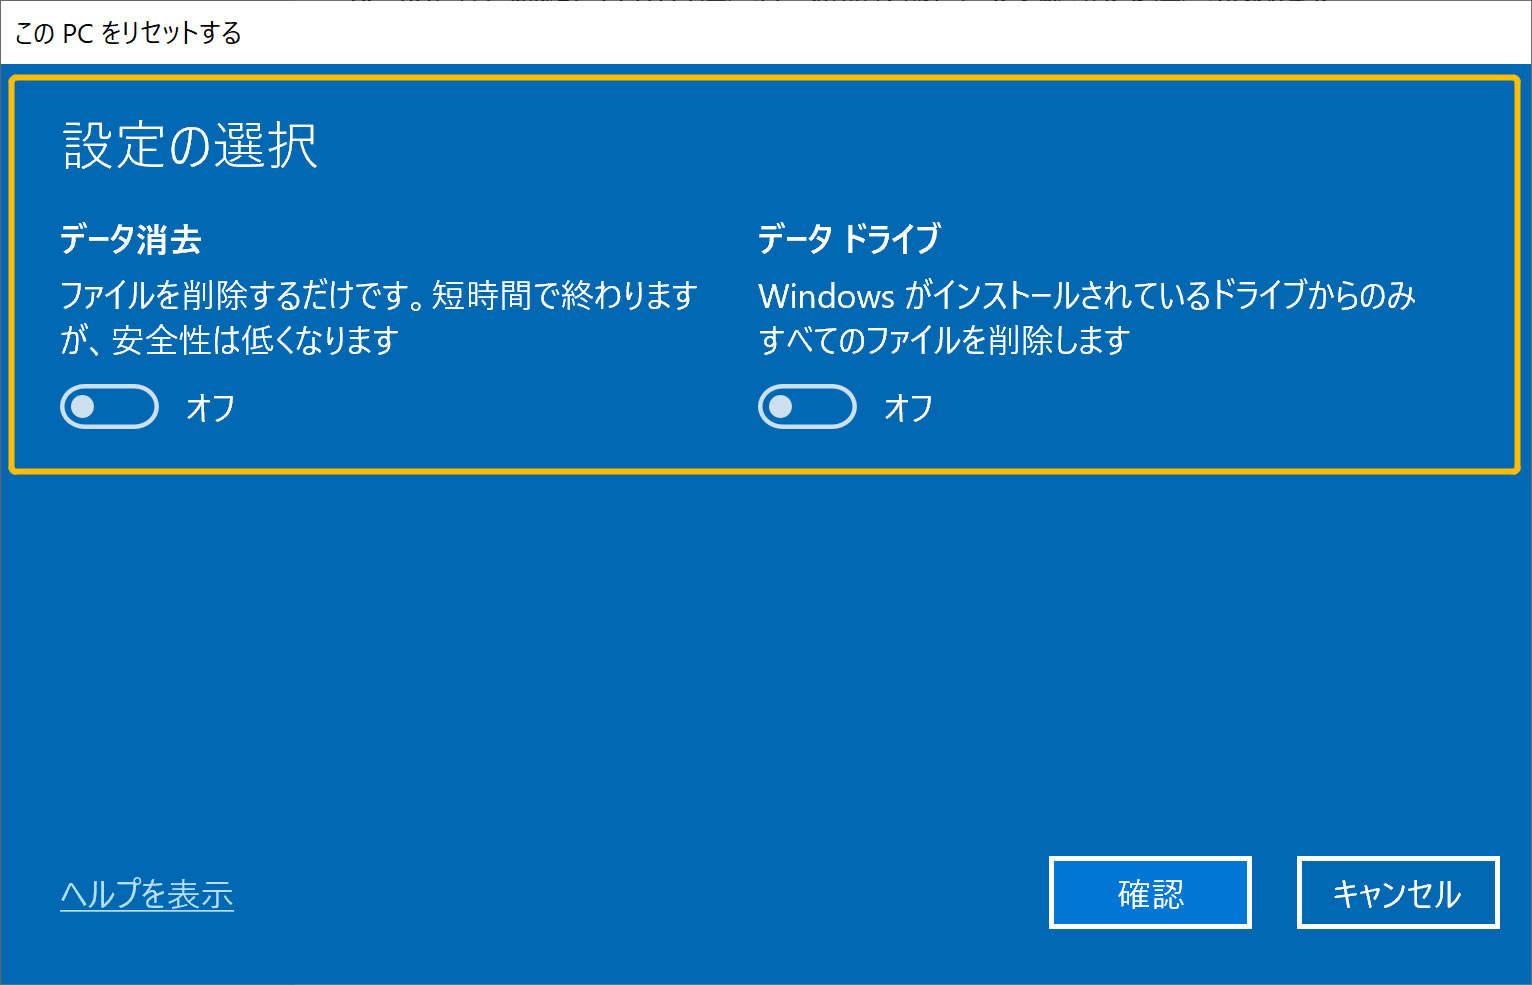 この PC をリセットする
設定の選択
データ消去
ファイルを削除するだけです。短時間で終わります
が、安全性は低くなります
オフ
データ ドライブ
Windows がインストールされているドライブからのみ
すべてのファイルを削除します
オフ
ヘルプを表示
確認
キャンセル